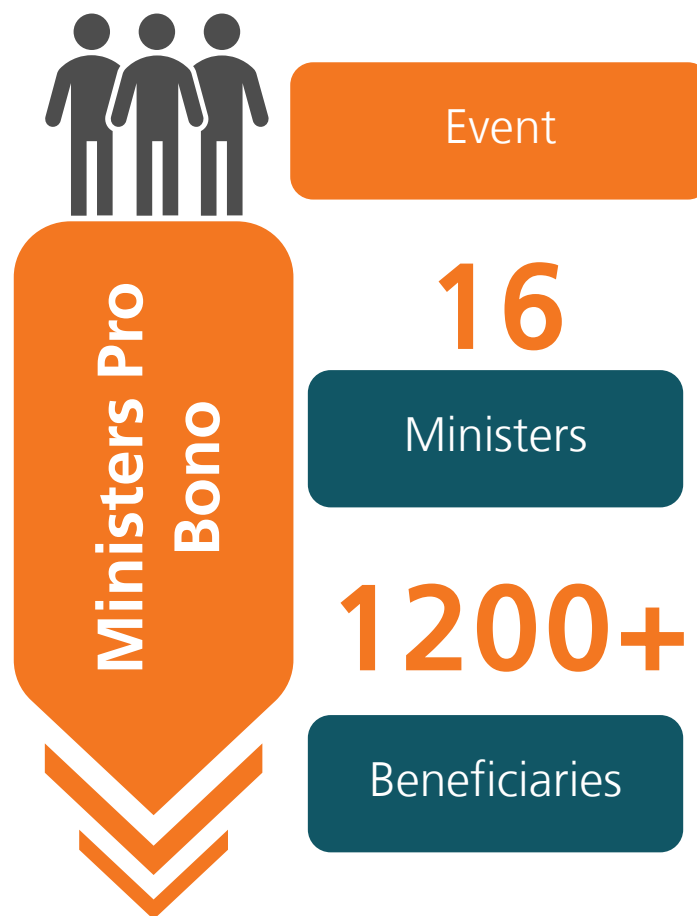 Event
Ministers Pro
Bono
16
Ministers
1200+
Beneficiaries